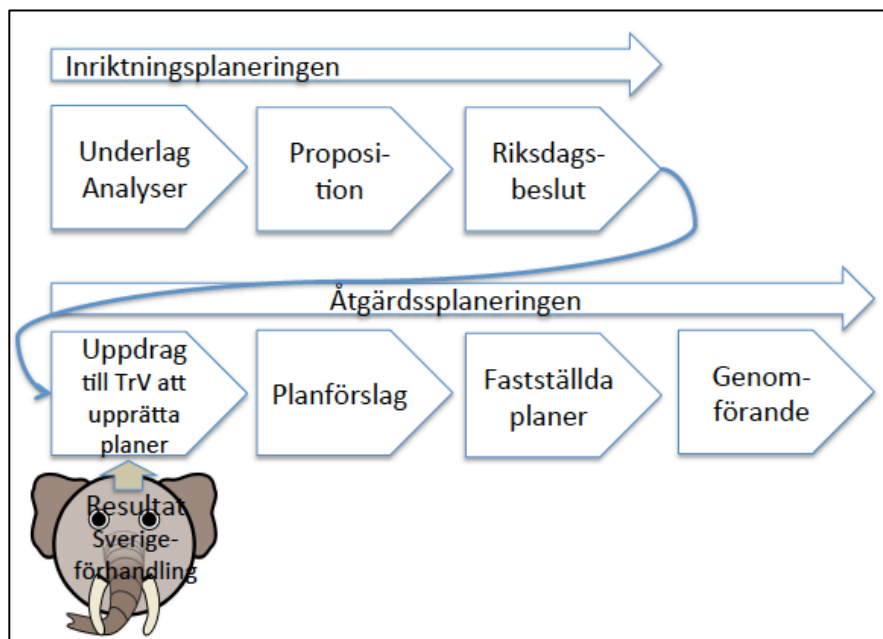 Inriktningsplaneringen
Underlag
Analyser
Proposi-
tion
Riksdags-
beslut
Åtgärdssplaneringen
Uppdrag
till TrV att
upprätta
planer
Planförslag
Fastställda
planer
Genom-
förande
Resultat
Sverige-
förhandling